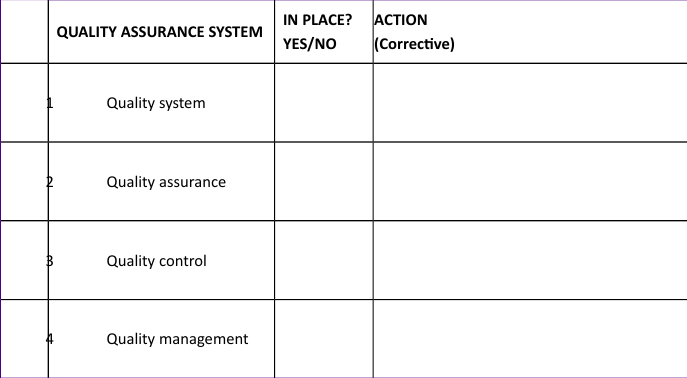 QUALITY ASSURANCE SYSTEM
IN PLACE?
YES/NO
ACTION
(Corrective)
1 Quality system
2 Quality assurance
3 Quality control
4 Quality management